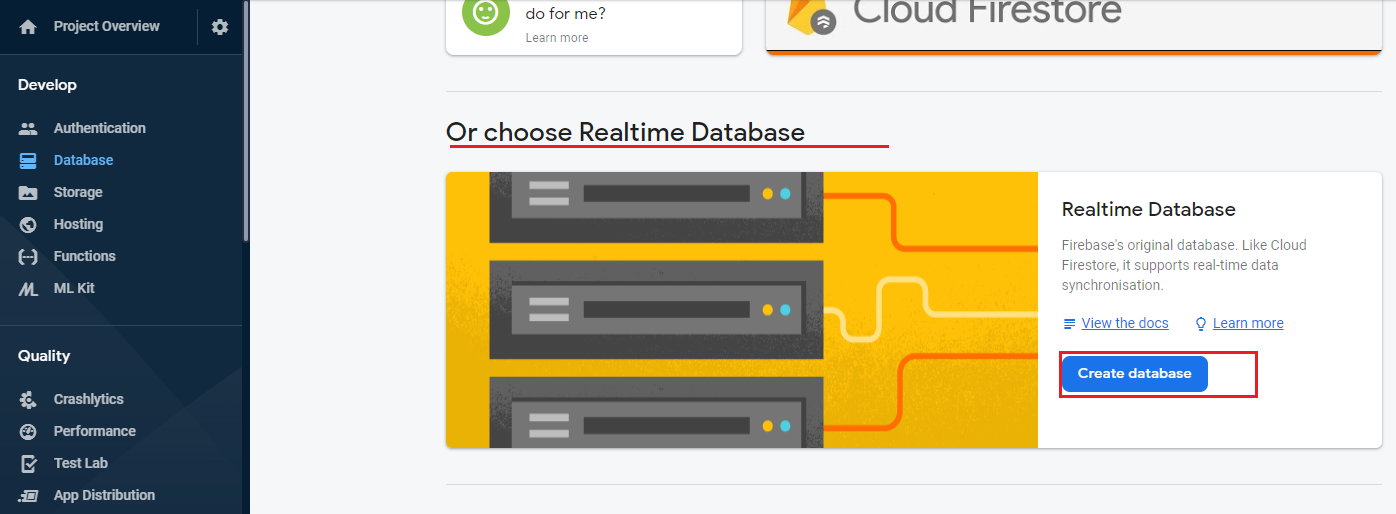 Project Overview
Develop
Authentication
Database
Storage
Hosting
Functions
ML Kit
Quality
Crashlytics
Performance
Test Lab
App Distribution
do for me?
Learn more
Cloud Firestore
Or choose Realtime Database
Realtime Database
Firebase's original database. Like Cloud
Firestore, it supports real-time data
synchronisation.
View the docs
Learn more
Create database